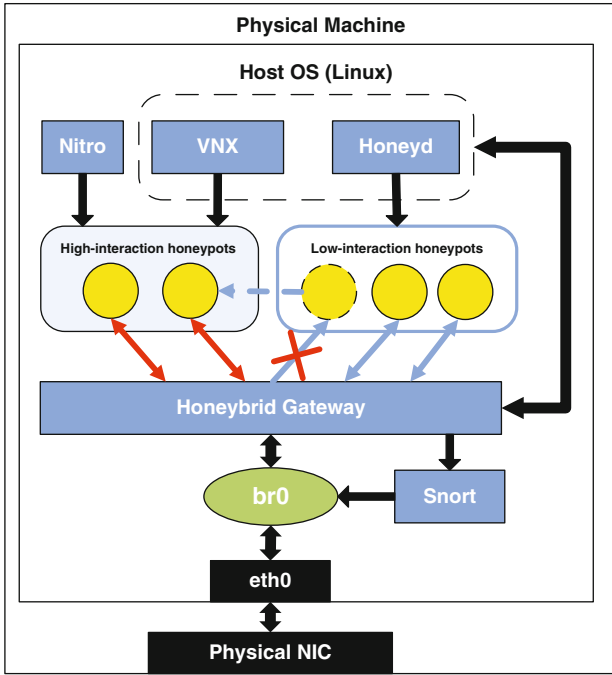 Physical Machine
Host OS (Linux)
Nitro
VNX
Honeyd
High-interaction honeypots
Low-interaction honeypots
Honeybrid Gateway
br0
Snort
eth0
Physical NIC